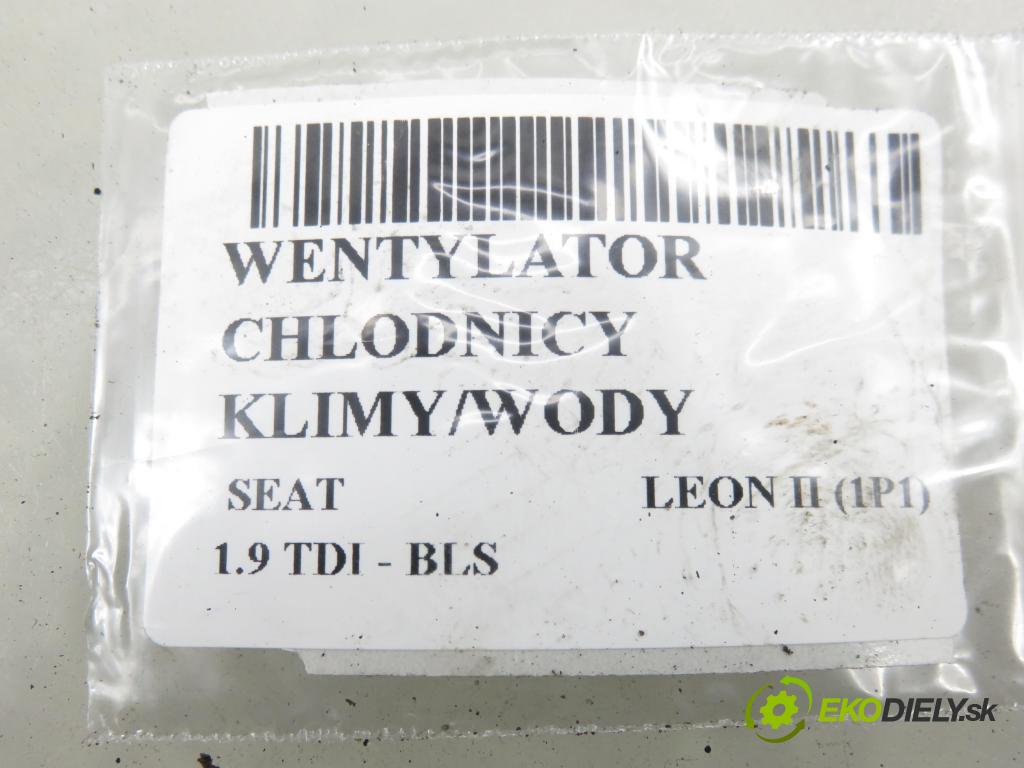 WENTYLATOR
CHLODNICY
KLIMY/WODY
SEAT LEON II (1P1)
1.9 TDI - BLS
EKODIELY.sk